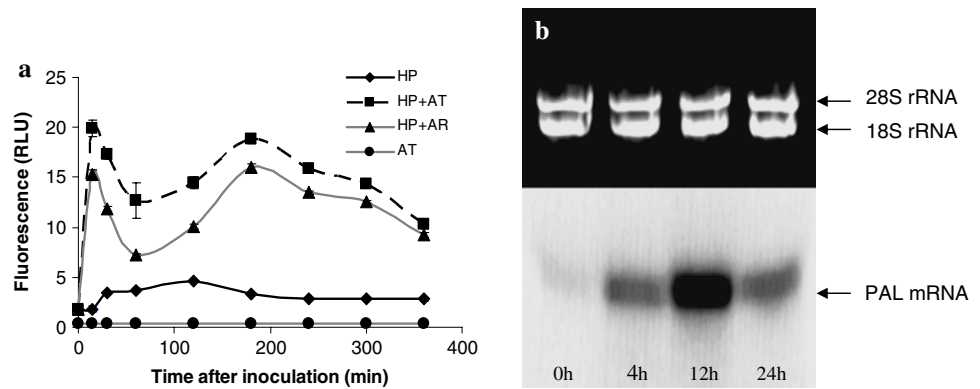 a
25
20
15
10
5
0
Fluorescence (RLU)
HP
HP+AT
HP+AR
AT
0
100
200
300
400
Time after inoculation (min)
b
28S rRNA
18S rRNA
PAL mRNA
0h
4h
12h
24h